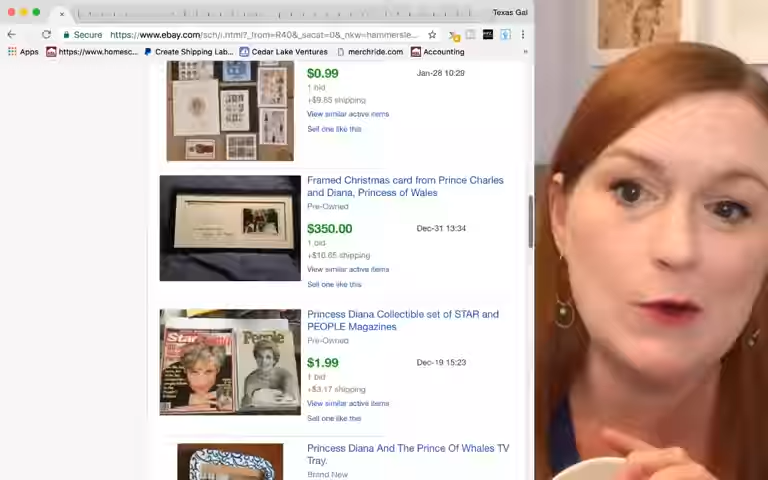 Texas Gal
Secure https://www.ebay.com/sch/i.html?_from=R40&_sacat=0&_nkw=hammersle...
Apps https://www.homesc... Create Shipping Lab... Cedar Lake Ventures merchride.com Accounting »
$0.99 Jan-28 10:29
1 bid
+$9.85 shipping
View similar active items
Sell one like this
Framed Christmas card from Prince Charles
and Diana, Princess of Wales
Pre-Owned
$350.00 Dec-31 13:34
1 bid
+$10.65 shipping
View similar active items
Sell one like this
Princess Diana Collectible set of STAR and
PEOPLE Magazines
Pre-Owned
Star People
$1.99 Dec-19 15:23
1 bid
+$3.17 shipping
View similar active items
Sell one like this
Princess Diana And The Prince Of Whales TV
Tray.
Brand New